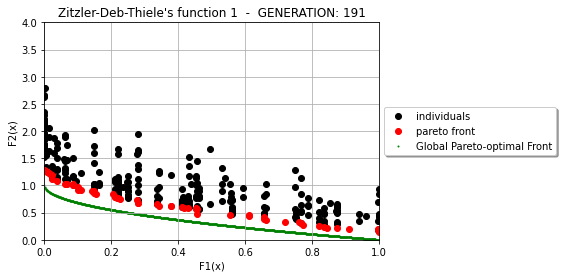 Zitzler-Deb-Thiele's function 1 - GENERATION: 191
4.0
3.5
3.0
2.5
2.0
1.5
1.0
0.5
0.0
F2(x)
0.0 0.2 0.4 0.6 0.8 1.0
F1(x)
individuals
pareto front
Global Pareto-optimal Front